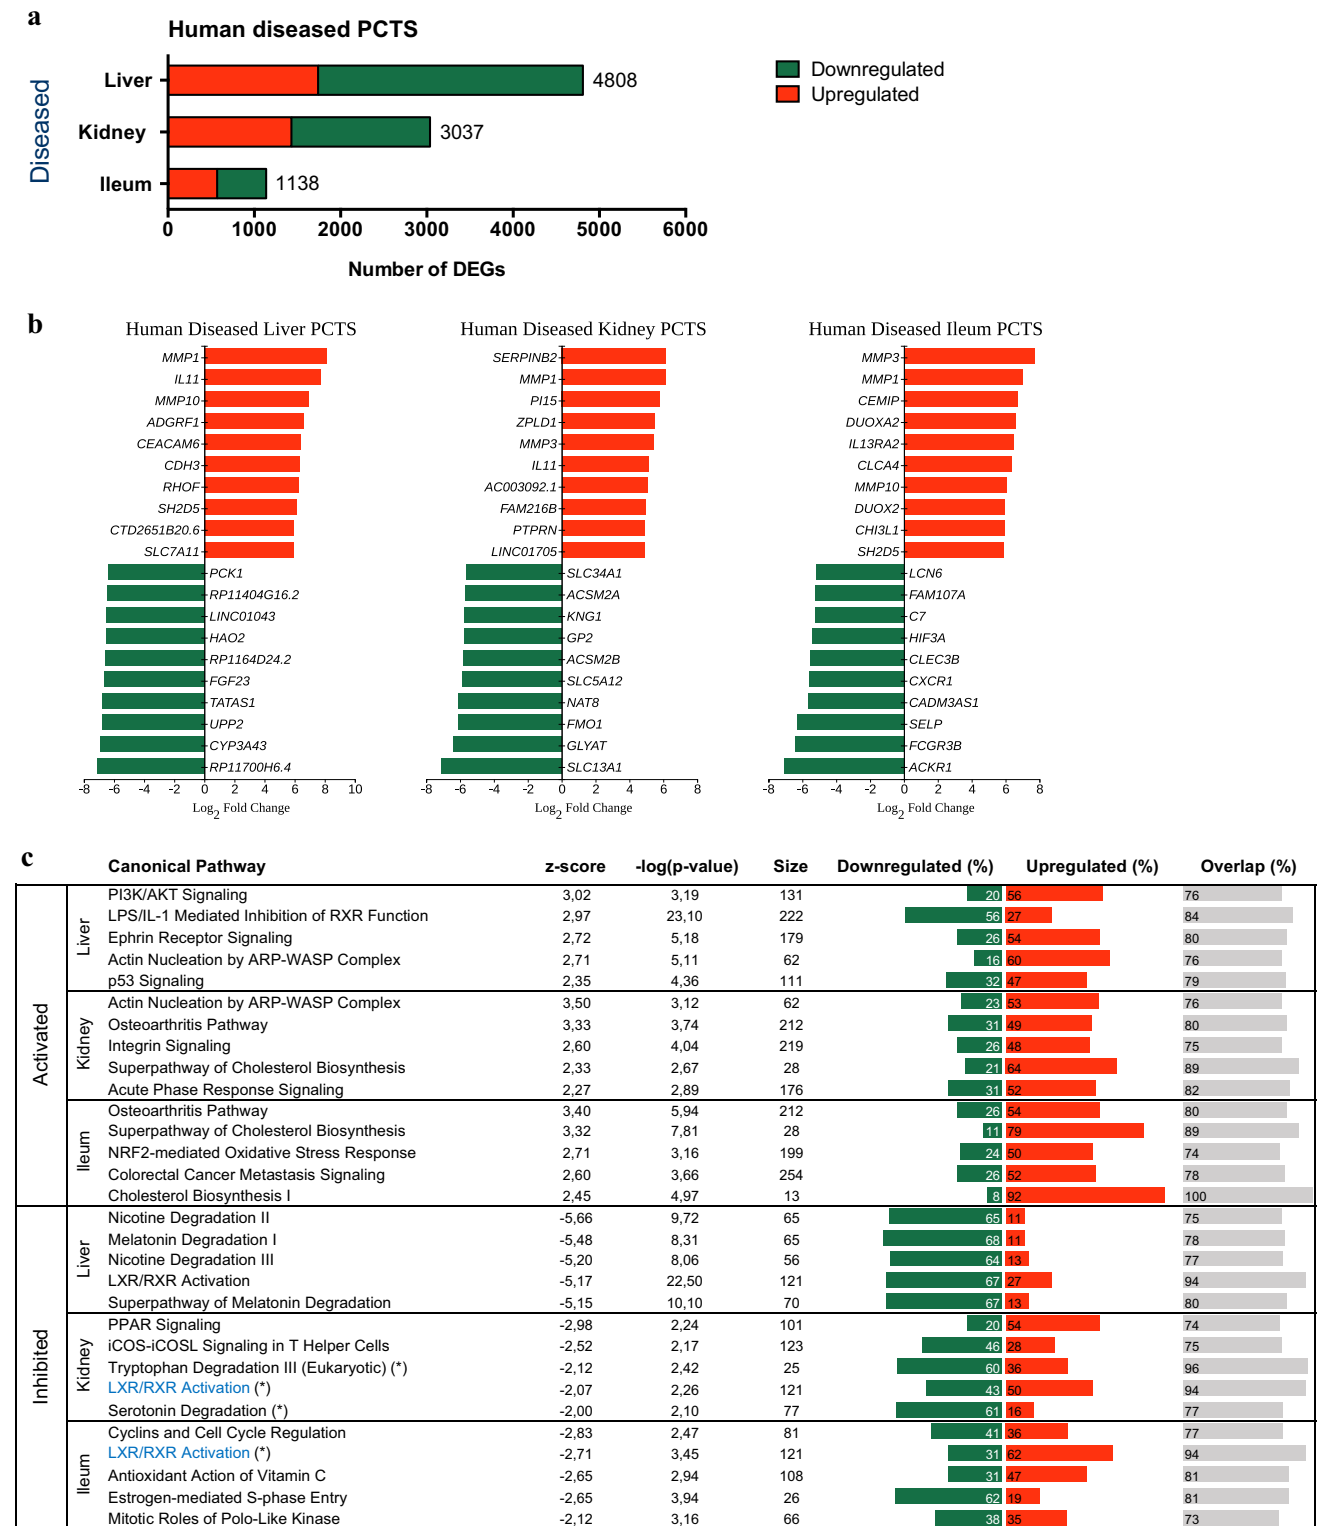 a
Human diseased PCTS
Diseased
Liver 4808
Kidney 3037
Ileum 1138
0 1000 2000 3000 4000 5000 6000
Number of DEGs
Downregulated
Upregulated
b
Human Diseased Liver PCTS
MMP1
IL11
MMP10
ADGRF1
CEACAM6
CDH3
RHOF
SH2D5
CTD2651B20.6
SLC7A11
PCK1
RP11404G16.2
LINC01043
HAO2
RP1164D24.2
FGF23
TATAS1
UPP2
CYP3A43
RP11700H6.4
-8 -6 -4 -2 0 2 4 6 8 10
Log2 Fold Change
Human Diseased Kidney PCTS
SERPINB2
MMP1
PI15
ZPLD1
MMP3
IL11
AC003092.1
FAM216B
PTPRN
LINC01705
SLC34A1
ACSM2A
KNG1
GP2
ACSM2B
SLC5A12
NAT8
FMO1
GLYAT
SLC13A1
-8 -6 -4 -2 0 2 4 6 8
Log2 Fold Change
Human Diseased Ileum PCTS
MMP3
MMP1
CEMIP
DUOXA2
IL13RA2
CLCA4
MMP10
DUOX2
CHI3L1
SH2D5
LCN6
FAM107A
C7
HIF3A
CLEC3B
CXCR1
CADM3AS1
SELP
FCGR3B
ACKR1
-8 -6 -4 -2 0 2 4 6 8
Log2 Fold Change
c
Canonical Pathway z-score -log(p-value) Size Downregulated (%) Upregulated (%) Overlap (%)
Activated
Liver
PI3K/AKT Signaling 3,02 3,19 131 20 56 76
LPS/IL-1 Mediated Inhibition of RXR Function 2,97 23,10 222 56 27 84
Ephrin Receptor Signaling 2,72 5,18 179 26 54 80
Actin Nucleation by ARP-WASP Complex 2,71 5,11 62 16 60 76
p53 Signaling 2,35 4,36 111 32 47 79
Kidney
Actin Nucleation by ARP-WASP Complex 3,50 3,12 62 23 53 76
Osteoarthritis Pathway 3,33 3,74 212 31 49 80
Integrin Signaling 2,60 4,04 219 26 48 75
Superpathway of Cholesterol Biosynthesis 2,33 2,67 28 21 64 89
Acute Phase Response Signaling 2,27 2,89 176 31 52 82
Ileum
Osteoarthritis Pathway 3,40 5,94 212 26 54 80
Superpathway of Cholesterol Biosynthesis 3,32 7,81 28 11 79 89
NRF2-mediated Oxidative Stress Response 2,71 3,16 199 24 50 74
Colorectal Cancer Metastasis Signaling 2,60 3,66 254 26 52 78
Cholesterol Biosynthesis I 2,45 4,97 13 8 92 100
Inhibited
Liver
Nicotine Degradation II -5,66 9,72 65 65 11 75
Melatonin Degradation I -5,48 8,31 65 68 11 78
Nicotine Degradation III -5,20 8,06 56 64 13 77
LXR/RXR Activation -5,17 22,50 121 67 27 94
Superpathway of Melatonin Degradation -5,15 10,10 70 67 13 80
Kidney
PPAR Signaling -2,98 2,24 101 20 54 74
iCOS-iCOSL Signaling in T Helper Cells -2,52 2,17 123 46 28 75
Tryptophan Degradation III (Eukaryotic) (*) -2,12 2,42 25 60 36 96
LXR/RXR Activation (*) -2,07 2,26 121 43 50 94
Serotonin Degradation (*) -2,00 2,10 77 61 16 77
Ileum
Cyclins and Cell Cycle Regulation -2,83 2,47 81 41 36 77
LXR/RXR Activation (*) -2,71 3,45 121 31 62 94
Antioxidant Action of Vitamin C -2,65 2,94 108 31 47 81
Estrogen-mediated S-phase Entry -2,65 3,94 26 62 19 81
Mitotic Roles of Polo-Like Kinase -2,12 3,16 66 38 35 73